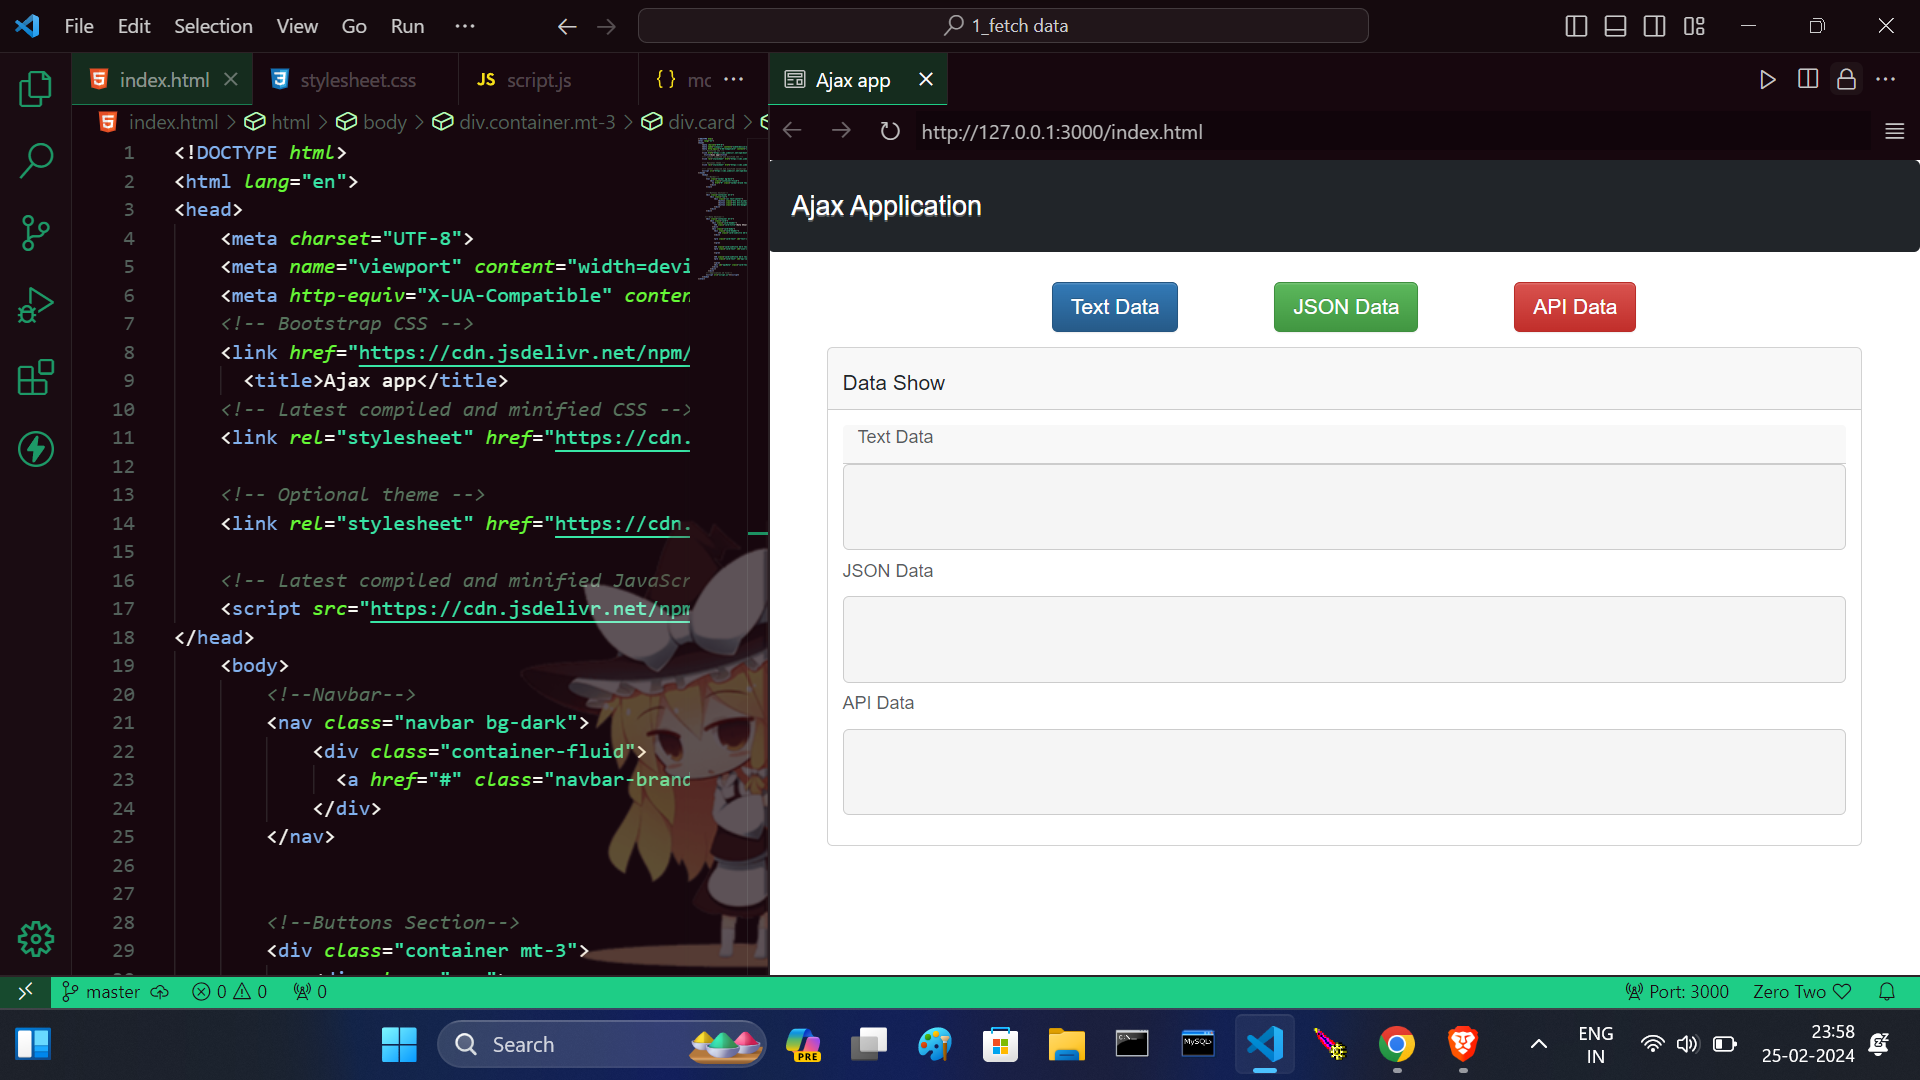 File Edit Selection View Go Run ···
1_fetch data
index.html
stylesheet.css
JS script.js
{ } mc ···
Ajax app
index.html > html > body > div.container.mt-3 > div.card >
http://127.0.0.1:3000/index.html
1 <!DOCTYPE html>
2 <html lang="en">
3 <head>
4 <meta charset="UTF-8">
5 <meta name="viewport" content="width=devi
6 <meta http-equiv="X-UA-Compatible" conten
7 <!-- Bootstrap CSS -->
8 <link href="https://cdn.jsdelivr.net/npm/
9 <title>Ajax app</title>
10 <!-- Latest compiled and minified CSS -->
11 <link rel="stylesheet" href="https://cdn.
12
13 <!-- Optional theme -->
14 <link rel="stylesheet" href="https://cdn.
15
16 <!-- Latest compiled and minified JavaScr
17 <script src="https://cdn.jsdelivr.net/npm
18 </head>
19 <body>
20 <!--Navbar-->
21 <nav class="navbar bg-dark">
22 <div class="container-fluid">
23 <a href="#" class="navbar-brand
24 </div>
25 </nav>
26
27
28 <!--Buttons Section-->
29 <div class="container mt-3">
Ajax Application
Text Data
JSON Data
API Data
Data Show
Text Data
JSON Data
API Data
master
0 0
0
Port: 3000
Zero Two
Search
PRE
MySQL
ENG
IN
23:58
25-02-2024